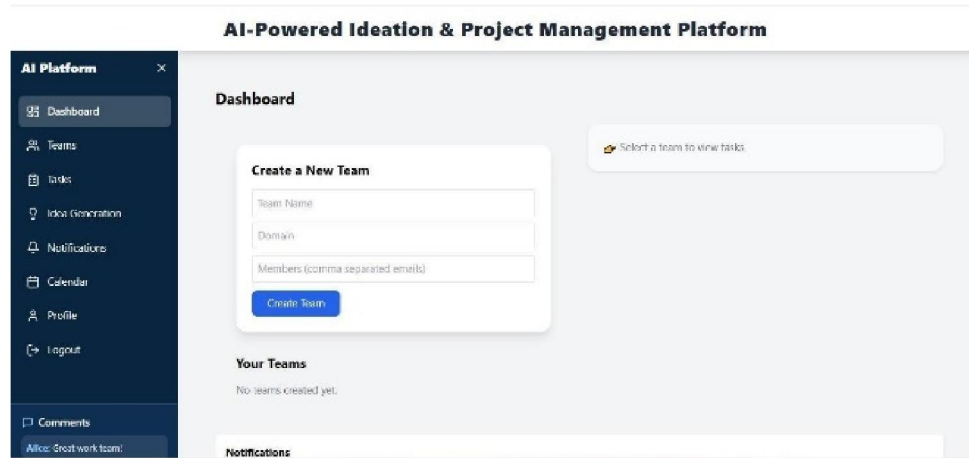 AI-Powered Ideation & Project Management Platform
AI Platform
Dashboard
Teams
Tasks
Idea Generation
Notifications
Calendar
Profile
Logout
Comments
Alice: Great work team!
Dashboard
Create a New Team
Team Name
Domain
Members (comma separated emails)
Create Team
Your Teams
No teams created yet.
Select a team to view tasks
Notifications